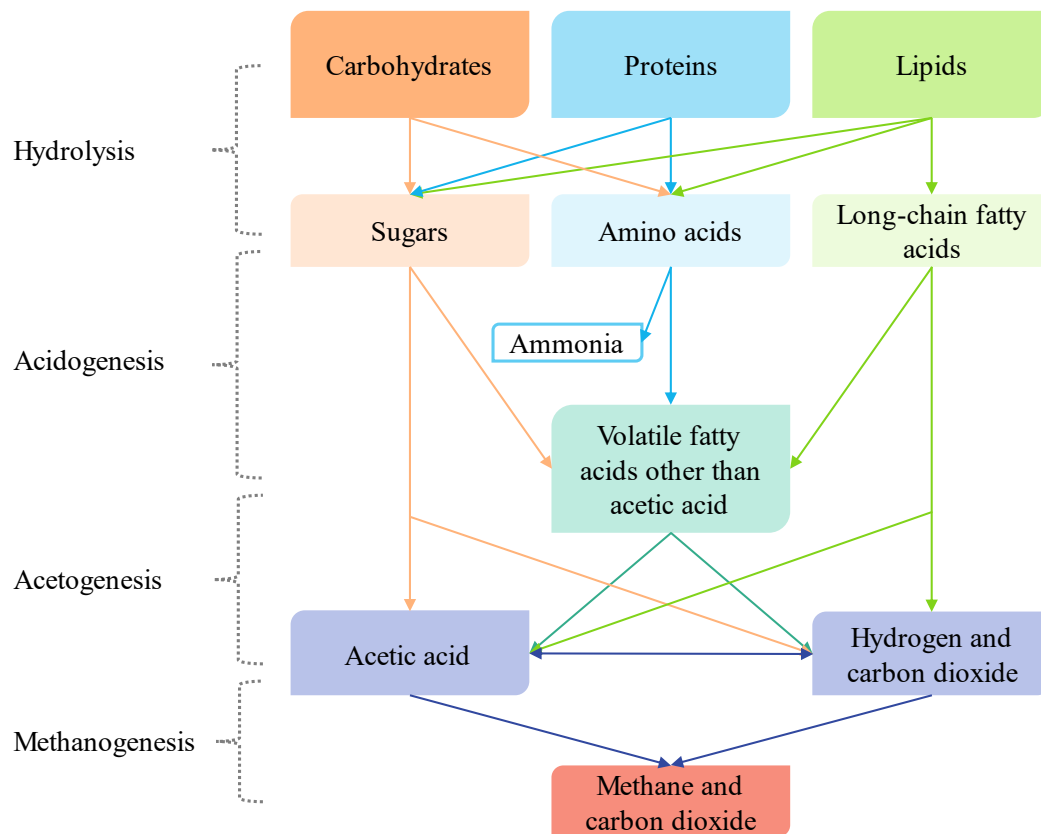 Carbohydrates
Proteins
Lipids
Hydrolysis
Sugars
Amino acids
Long-chain fatty
acids
Acidogenesis
Ammonia
Volatile fatty
acids other than
acetic acid
Acetogenesis
Acetic acid
Hydrogen and
carbon dioxide
Methanogenesis
Methane and
carbon dioxide